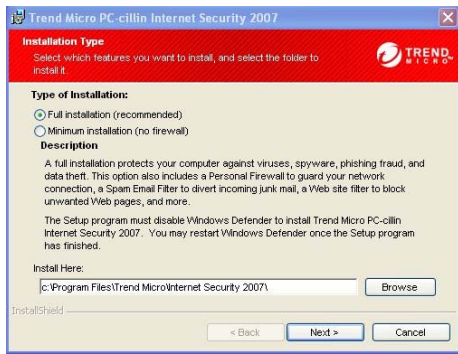 Trend Micro PC-cillin Internet Security 2007
Installation Type
Select which features you want to install, and select the folder to
install it.
TREND
MICRO
Type of Installation:
Full installation (recommended)
Minimum installation (no firewall)
Description
A full installation protects your computer against viruses, spyware, phishing fraud, and
data theft. This option also includes a Personal Firewall to guard your network
connection, a Spam Email Filter to divert incoming junk mail, a Web site filter to block
unwanted Web pages, and more.
The Setup program must disable Windows Defender to install Trend Micro PC-cillin
Internet Security 2007. You may restart Windows Defender once the Setup program
has finished.
Install Here:
c:\Program Files\Trend Micro\Internet Security 2007\
Browse
InstallShield
< Back
Next >
Cancel